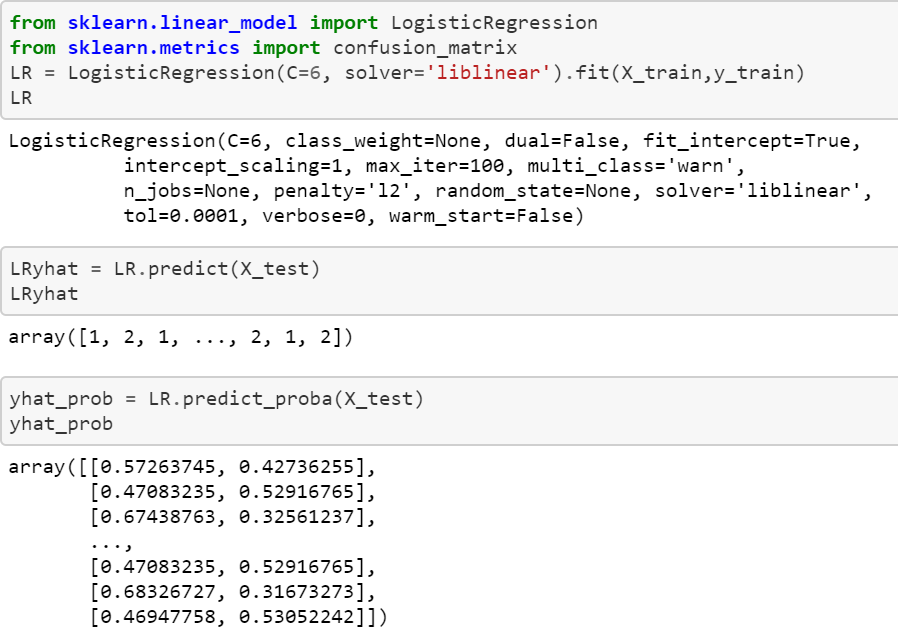 from sklearn.linear_model import LogisticRegression
from sklearn.metrics import confusion_matrix
LR = LogisticRegression(C=6, solver='liblinear').fit(X_train,y_train)
LR
LogisticRegression(C=6, class_weight=None, dual=False, fit_intercept=True,
intercept_scaling=1, max_iter=100, multi_class='warn',
n_jobs=None, penalty='l2', random_state=None, solver='liblinear',
tol=0.0001, verbose=0, warm_start=False)
LRyhat = LR.predict(X_test)
LRyhat
array([1, 2, 1, ..., 2, 1, 2])
yhat_prob = LR.predict_proba(X_test)
yhat_prob
array([[0.57263745, 0.42736255],
[0.47083235, 0.52916765],
[0.67438763, 0.32561237],
...,
[0.47083235, 0.52916765],
[0.68326727, 0.31673273],
[0.46947758, 0.53052242]])